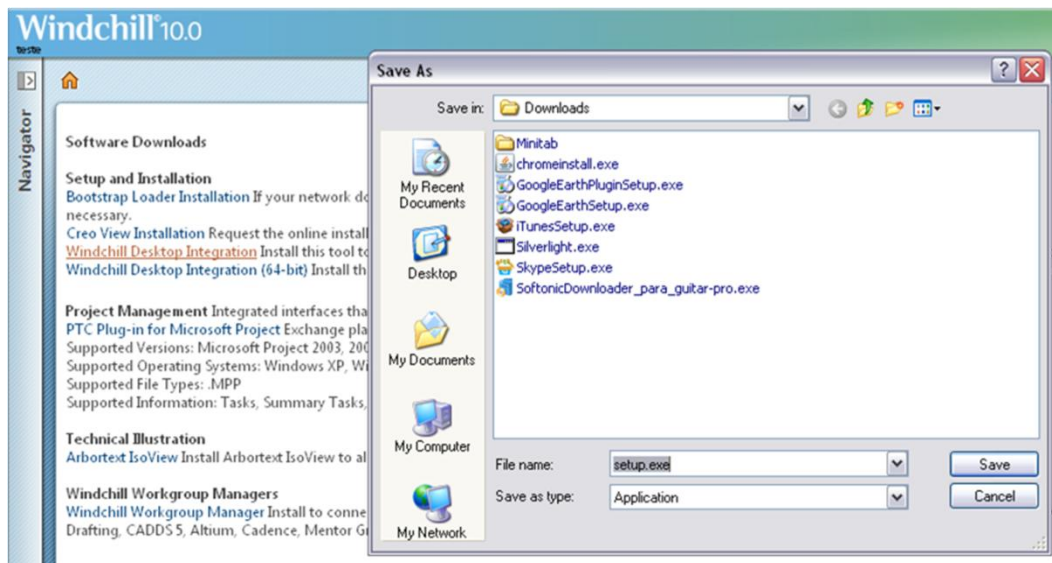 Windchill® 10.0
teste
Navigator
Software Downloads
Setup and Installation
Bootstrap Loader Installation If your network do
necessary.
Creo View Installation Request the online install
Windchill Desktop Integration Install this tool to
Windchill Desktop Integration (64-bit) Install th
Project Management Integrated interfaces tha
PTC Plug-in for Microsoft Project Exchange pla
Supported Versions: Microsoft Project 2003, 200
Supported Operating Systems: Windows XP, Wi
Supported File Types: .MPP
Supported Information: Tasks, Summary Tasks,
Technical Illustration
Arbortext IsoView Install Arbortext IsoView to al
Windchill Workgroup Managers
Windchill Workgroup Manager Install to conne
Drafting, CADDS 5, Altium, Cadence, Mentor Gr
Save As
Save in:
Downloads
My Recent
Documents
Desktop
My Documents
My Computer
My Network
Minitab
chromeinstall.exe
GoogleEarthPluginSetup.exe
GoogleEarthSetup.exe
iTunesSetup.exe
Silverlight.exe
SkypeSetup.exe
SoftonicDownloader_para_guitar-pro.exe
File name:
setup.exe
Save
Save as type:
Application
Cancel